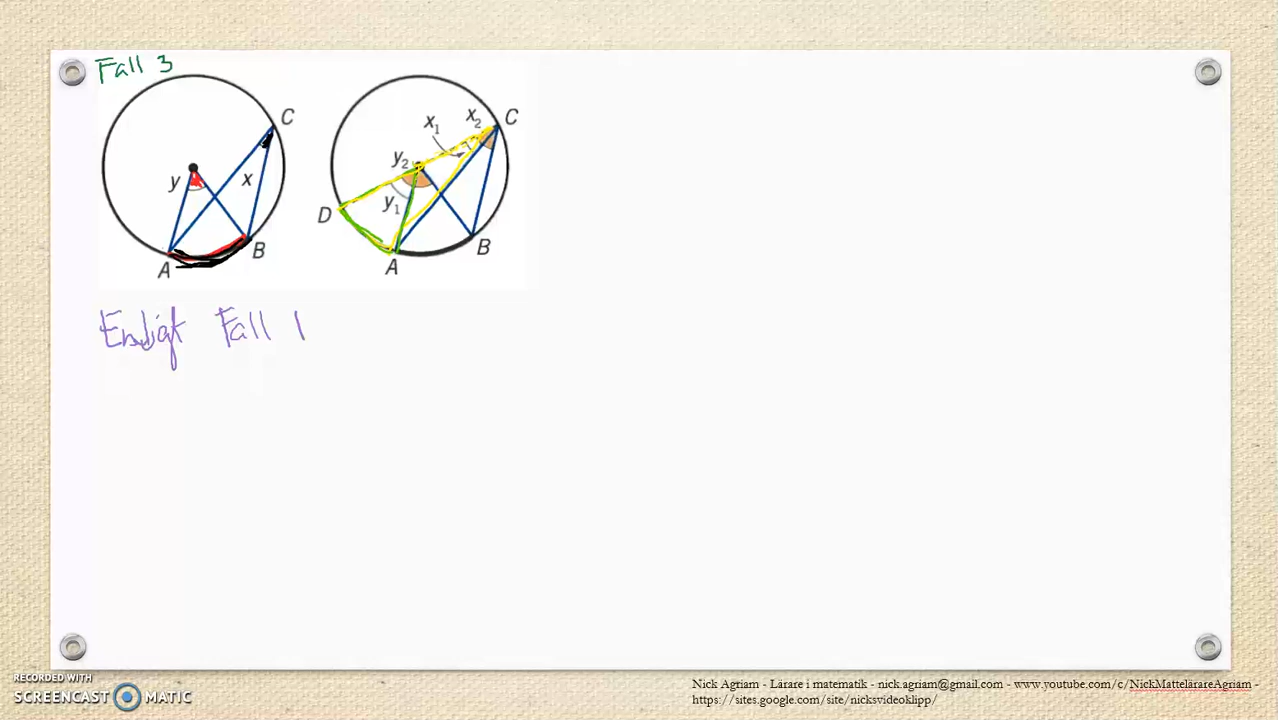 Fall 3
C
y
x
A
B
x₁
x₂
C
y₂
y₁
D
A
B
Enligt Fall 1
RECORDED WITH
SCREENCAST MATIC
Nick Agriam - Lärare i matematik - nick.agriam@gmail.com - www.youtube.com/c/NickMattelärareAgriam -
https://sites.google.com/site/nicksvideoklipp/